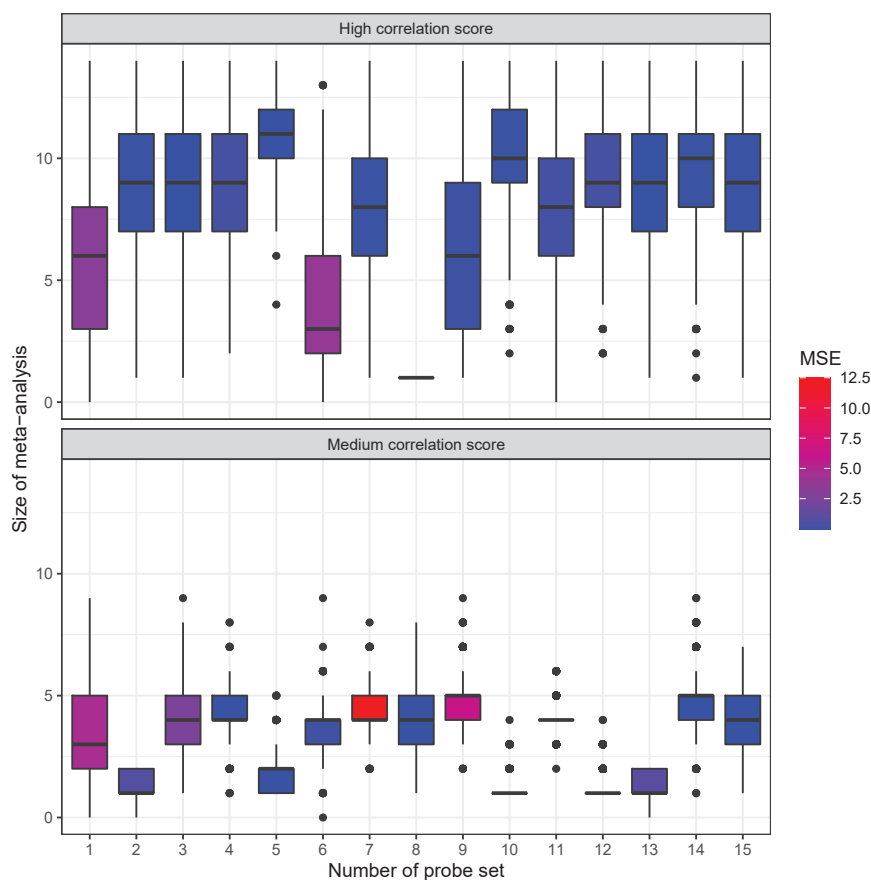 High correlation score
10
5
0
Medium correlation score
10
5
0
1 2 3 4 5 6 7 8 9 10 11 12 13 14 15
Number of probe set
Size of meta−analysis
MSE
12.5
10.0
7.5
5.0
2.5